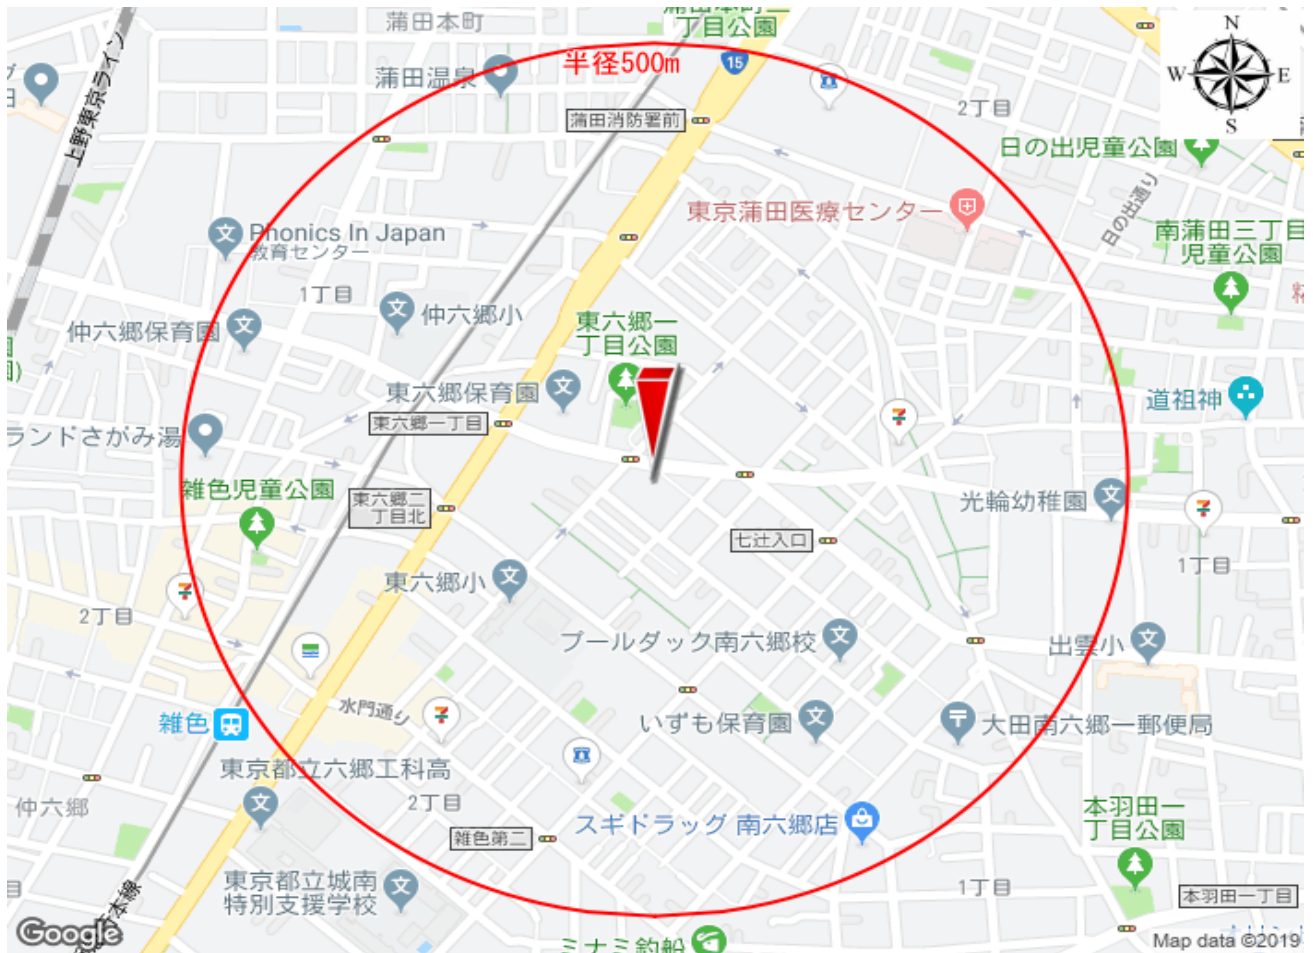 蒲田本町
丁目公園
半径500m
15
N
W
E
S
上野東京ライン
蒲田温泉
蒲田消防署前
2丁目
日の出児童公園
日の出通り
東京蒲田医療センター
南蒲田三丁目
児童公園
Phonics In Japan
教育センター
1丁目
仲六郷小
仲六郷保育園
東六郷一
丁目公園
東六郷保育園
東六郷一丁目
道祖神
ランドさがみ湯
雑色児童公園
東六郷二
丁目北
光輪幼稚園
七辻入口
東六郷小
1丁目
2丁目
プールダック南六郷校
出雲小
水門通り
雑色
いずも保育園
大田南六郷一郵便局
東京都立六郷工科高
2丁目
仲六郷
スギドラッグ 南六郷店
本羽田一
丁目公園
雑色第二
東京都立城南
特別支援学校
1丁目
本羽田一丁目
Google
ミナミ釣船
Map data ©2019